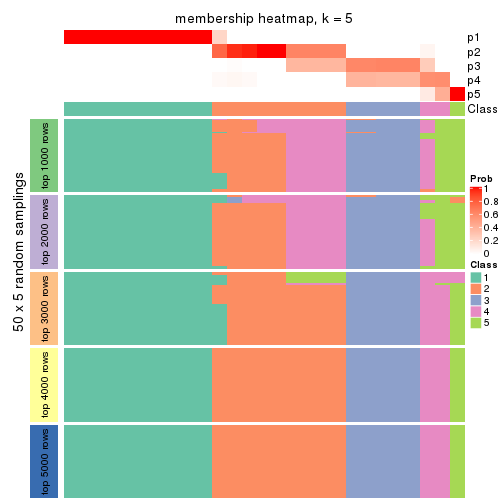 membership heatmap, k = 5
p1
p2
p3
p4
p5
Class
50 x 5 random samplings
top 1000 rows
top 2000 rows
top 3000 rows
top 4000 rows
top 5000 rows
Prob
1
0.8
0.6
0.4
0.2
0
Class
1
2
3
4
5